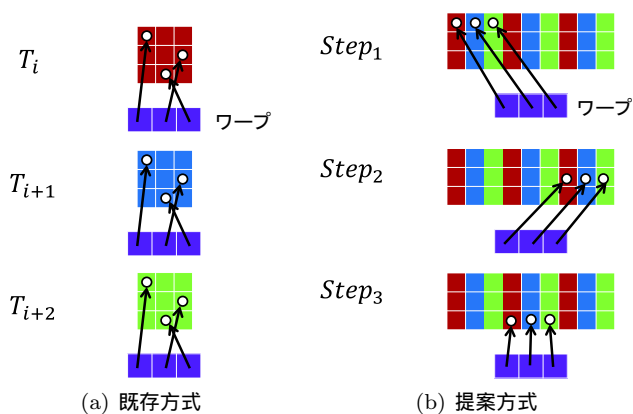 T_i
ワープ
T_{i+1}
T_{i+2}
(a) 既存方式
Step_1
ワープ
Step_2
Step_3
(b) 提案方式